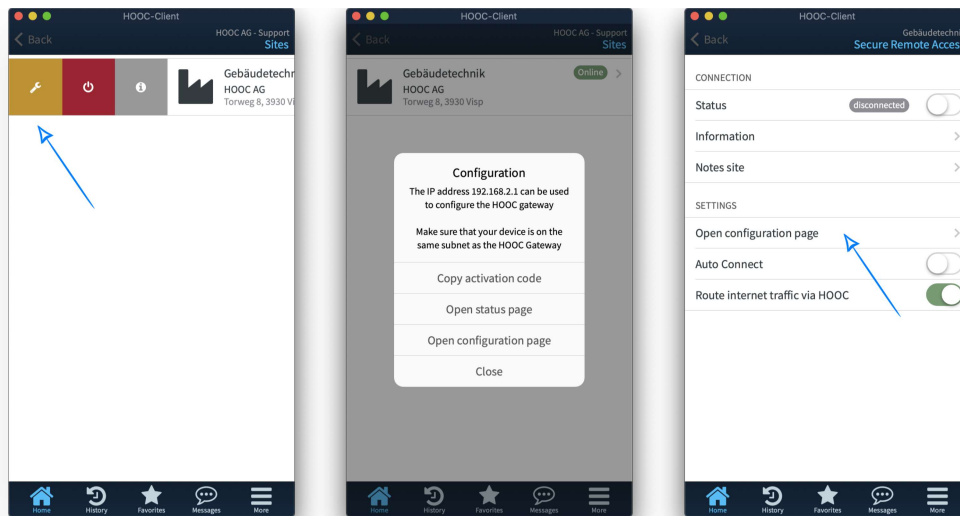 HOOC-Client
Back
HOOC AG - Support
Sites
Gebäudetechn
HOOC AG
Torweg 8, 3930 Vi
Home
History
Favorites
Messages
More
HOOC-Client
Back
HOOC AG - Support
Sites
Gebäudetechnik
Online
HOOC AG
Torweg 8, 3930 Visp
Configuration
The IP address 192.168.2.1 can be used
to configure the HOOC gateway
Make sure that your device is on the
same subnet as the HOOC Gateway
Copy activation code
Open status page
Open configuration page
Close
Home
History
Favorites
Messages
More
HOOC-Client
Back
Gebäudetechni
Secure Remote Acces
CONNECTION
Status
disconnected
Information
Notes site
SETTINGS
Open configuration page
Auto Connect
Route internet traffic via HOOC
Home
History
Favorites
Messages
More